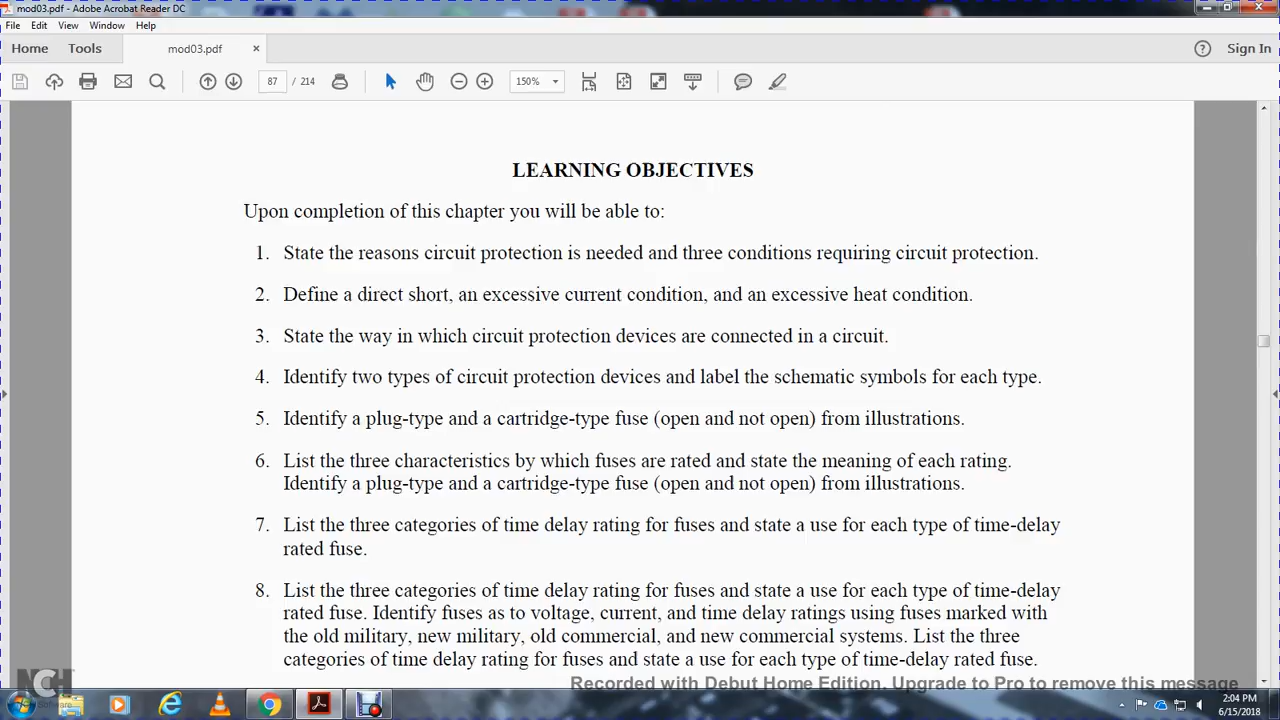 mod03.pdf - Adobe Acrobat Reader DC
File Edit View Window Help
Home Tools mod03.pdf × ? Sign In
87 / 214 150%
LEARNING OBJECTIVES
Upon completion of this chapter you will be able to:
1. State the reasons circuit protection is needed and three conditions requiring circuit protection.
2. Define a direct short, an excessive current condition, and an excessive heat condition.
3. State the way in which circuit protection devices are connected in a circuit.
4. Identify two types of circuit protection devices and label the schematic symbols for each type.
5. Identify a plug-type and a cartridge-type fuse (open and not open) from illustrations.
6. List the three characteristics by which fuses are rated and state the meaning of each rating.
Identify a plug-type and a cartridge-type fuse (open and not open) from illustrations.
7. List the three categories of time delay rating for fuses and state a use for each type of time-delay
rated fuse.
8. List the three categories of time delay rating for fuses and state a use for each type of time-delay
rated fuse. Identify fuses as to voltage, current, and time delay ratings using fuses marked with
the old military, new military, old commercial, and new commercial systems. List the three
categories of time delay rating for fuses and state a use for each type of time-delay rated fuse.
Recorded with Debut Home Edition. Upgrade to Pro to remove this message
NCH
Software
2:04 PM
6/15/2018